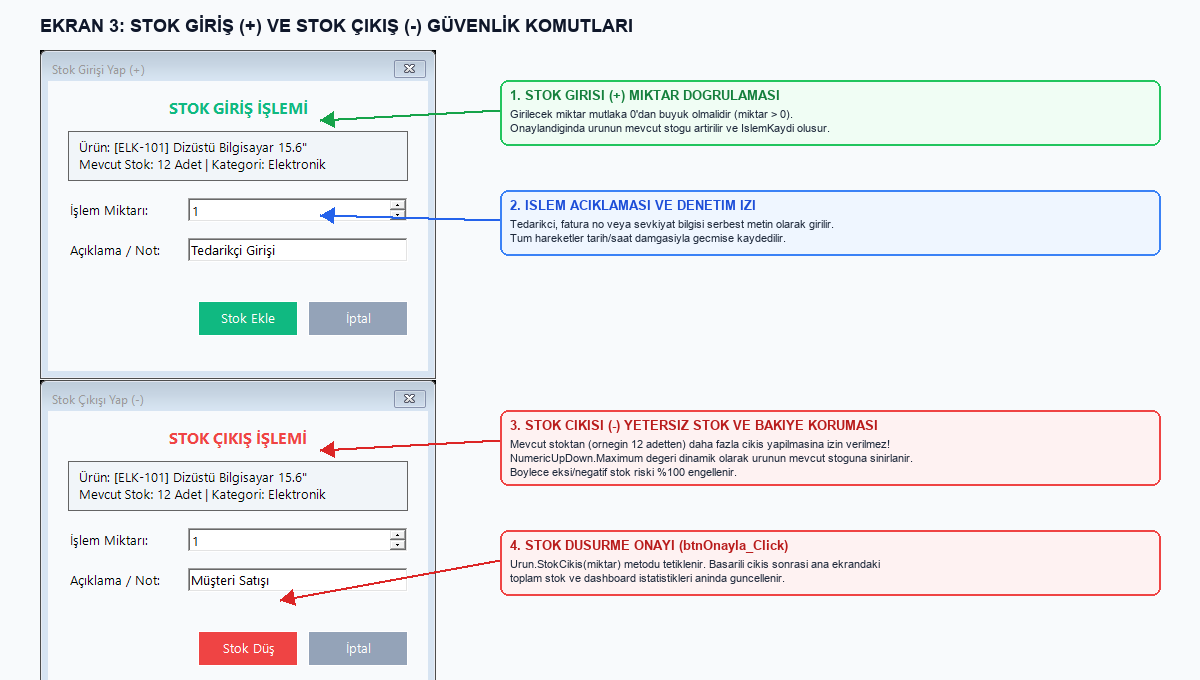 EKRAN 3: STOK GİRİŞ (+) VE STOK ÇIKIŞ (-) GÜVENLİK KOMUTLARI
Stok Girişi Yap (+)
STOK GİRİŞ İŞLEMİ
Ürün: [ELK-101] Dizüstü Bilgisayar 15.6"
Mevcut Stok: 12 Adet | Kategori: Elektronik
İşlem Miktarı:
1
Açıklama / Not:
Tedarikçi Girişi
Stok Ekle
İptal
1. STOK GIRISI (+) MIKTAR DOGRULAMASI
Girilecek miktar mutlaka 0'dan buyuk olmalidir (miktar > 0).
Onaylandiginda urunun mevcut stogu artirilir ve IslemKaydi olusur.
2. ISLEM ACIKLAMASI VE DENETIM IZI
Tedarikci, fatura no veya sevkiyat bilgisi serbest metin olarak girilir.
Tum hareketler tarih/saat damgasiyla gecmise kaydedilir.
Stok Çıkışı Yap (-)
STOK ÇIKIŞ İŞLEMİ
Ürün: [ELK-101] Dizüstü Bilgisayar 15.6"
Mevcut Stok: 12 Adet | Kategori: Elektronik
İşlem Miktarı:
1
Açıklama / Not:
Müşteri Satışı
Stok Düş
İptal
3. STOK CIKISI (-) YETERSIZ STOK VE BAKIYE KORUMASI
Mevcut stoktan (ornegin 12 adetten) daha fazla cikis yapilmasina izin verilmez!
NumericUpDown.Maximum degeri dinamik olarak urunun mevcut stoguna sinirlanir.
Boylece eksi/negatif stok riski %100 engellenir.
4. STOK DUSURME ONAYI (btnOnayla_Click)
Urun.StokCikis(miktar) metodu tetiklenir. Basarili cikis sonrasi ana ekrandaki
toplam stok ve dashboard istatistikleri aninda guncellenir.